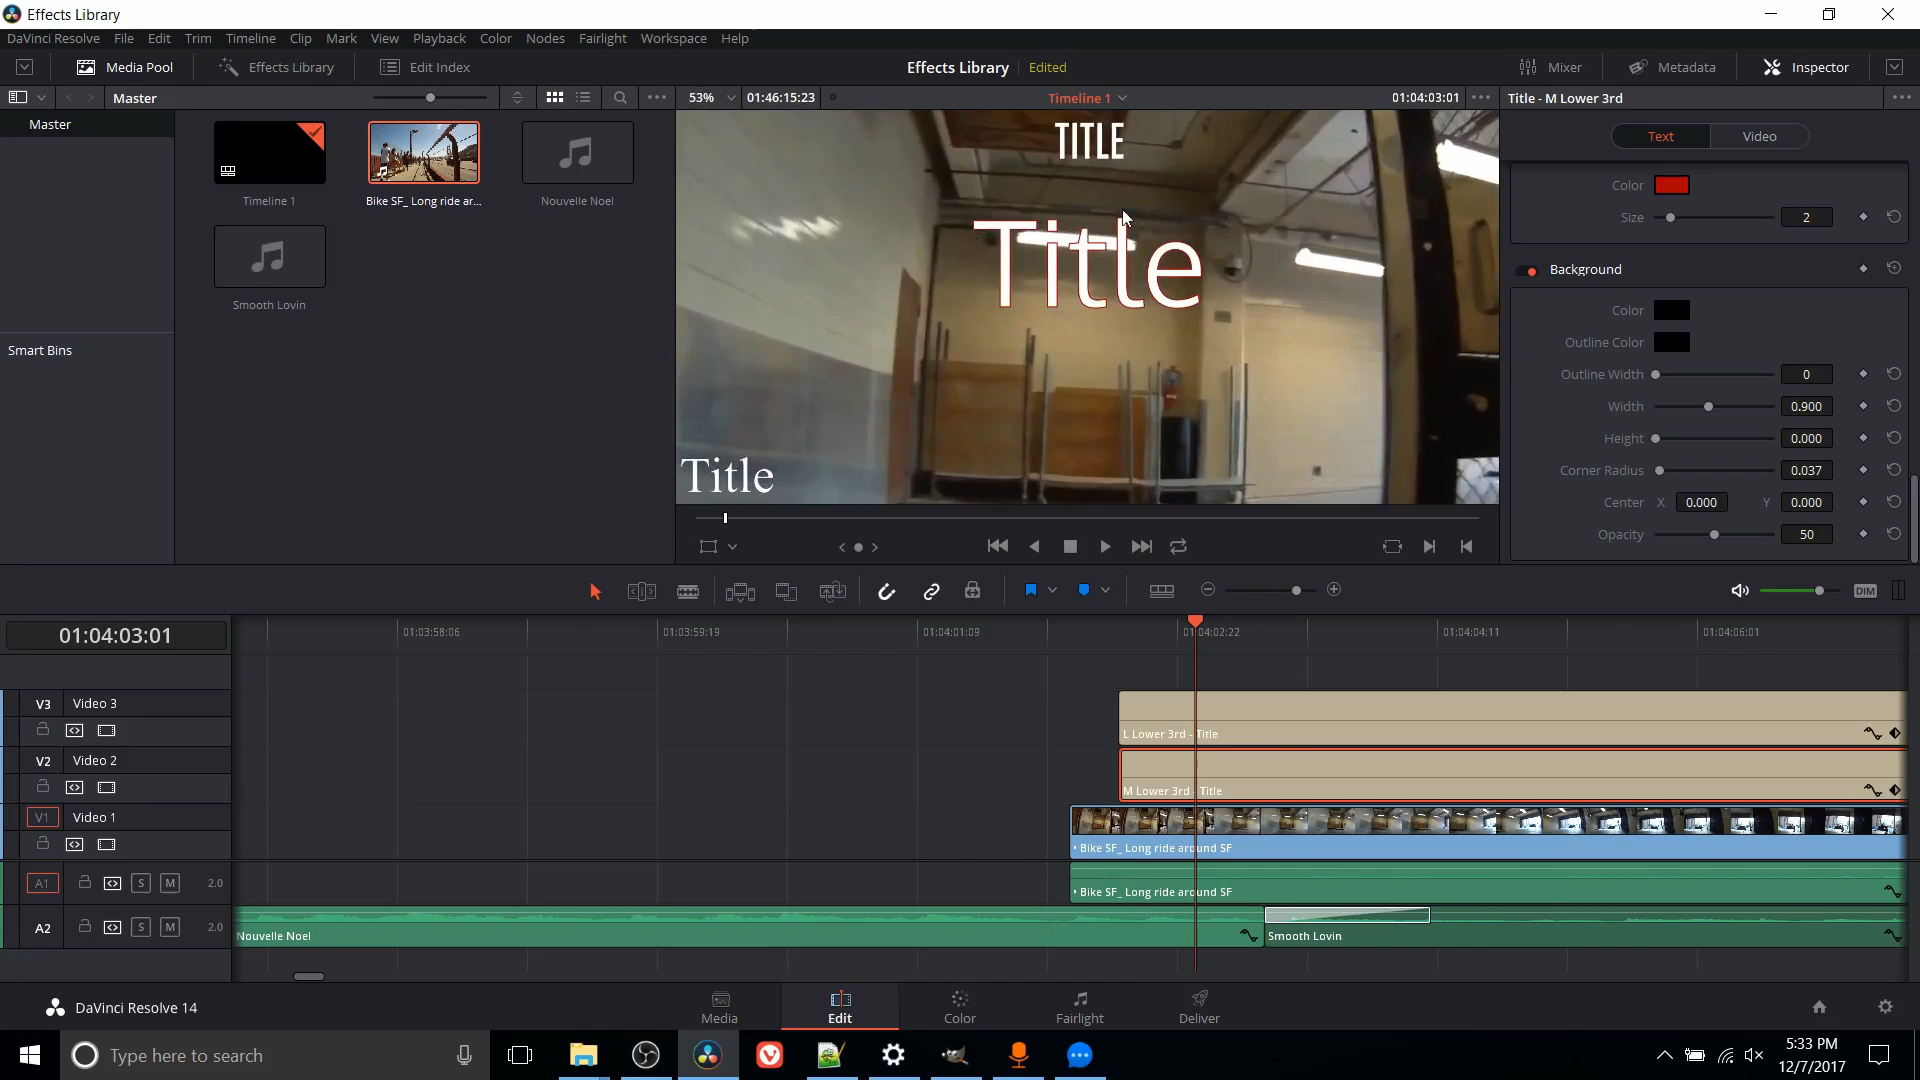 Effects Library
DaVinci Resolve File Edit Trim Timeline Clip Mark View Playback Color Nodes Fairlight Workspace Help
Media Pool Effects Library Edit Index Effects Library Edited Mixer Metadata Inspector
Master 53% 01:46:15:23 Timeline 1 01:04:03:01 Title - M Lower 3rd
Master
Smart Bins
Timeline 1 Bike SF_ Long ride ar... Nouvelle Noel
Smooth Lovin
TITLE
Title
Title
Text Video
Color
Size 2
Background
Color
Outline Color
Outline Width 0
Width 0.900
Height 0.000
Corner Radius 0.037
Center X 0.000 Y 0.000
Opacity 50
DIM
01:04:03:01 01:03:58:06 01:03:59:19 01:04:01:09 01:04:02:22 01:04:04:11 01:04:06:01
V3 Video 3
L Lower 3rd - Title
V2 Video 2
M Lower 3rd - Title
V1 Video 1
• Bike SF_ Long ride around SF
A1 S M 2.0
• Bike SF_ Long ride around SF
A2 S M 2.0
Nouvelle Noel Smooth Lovin
DaVinci Resolve 14
Media Edit Color Fairlight Deliver
Type here to search
5:33 PM
12/7/2017